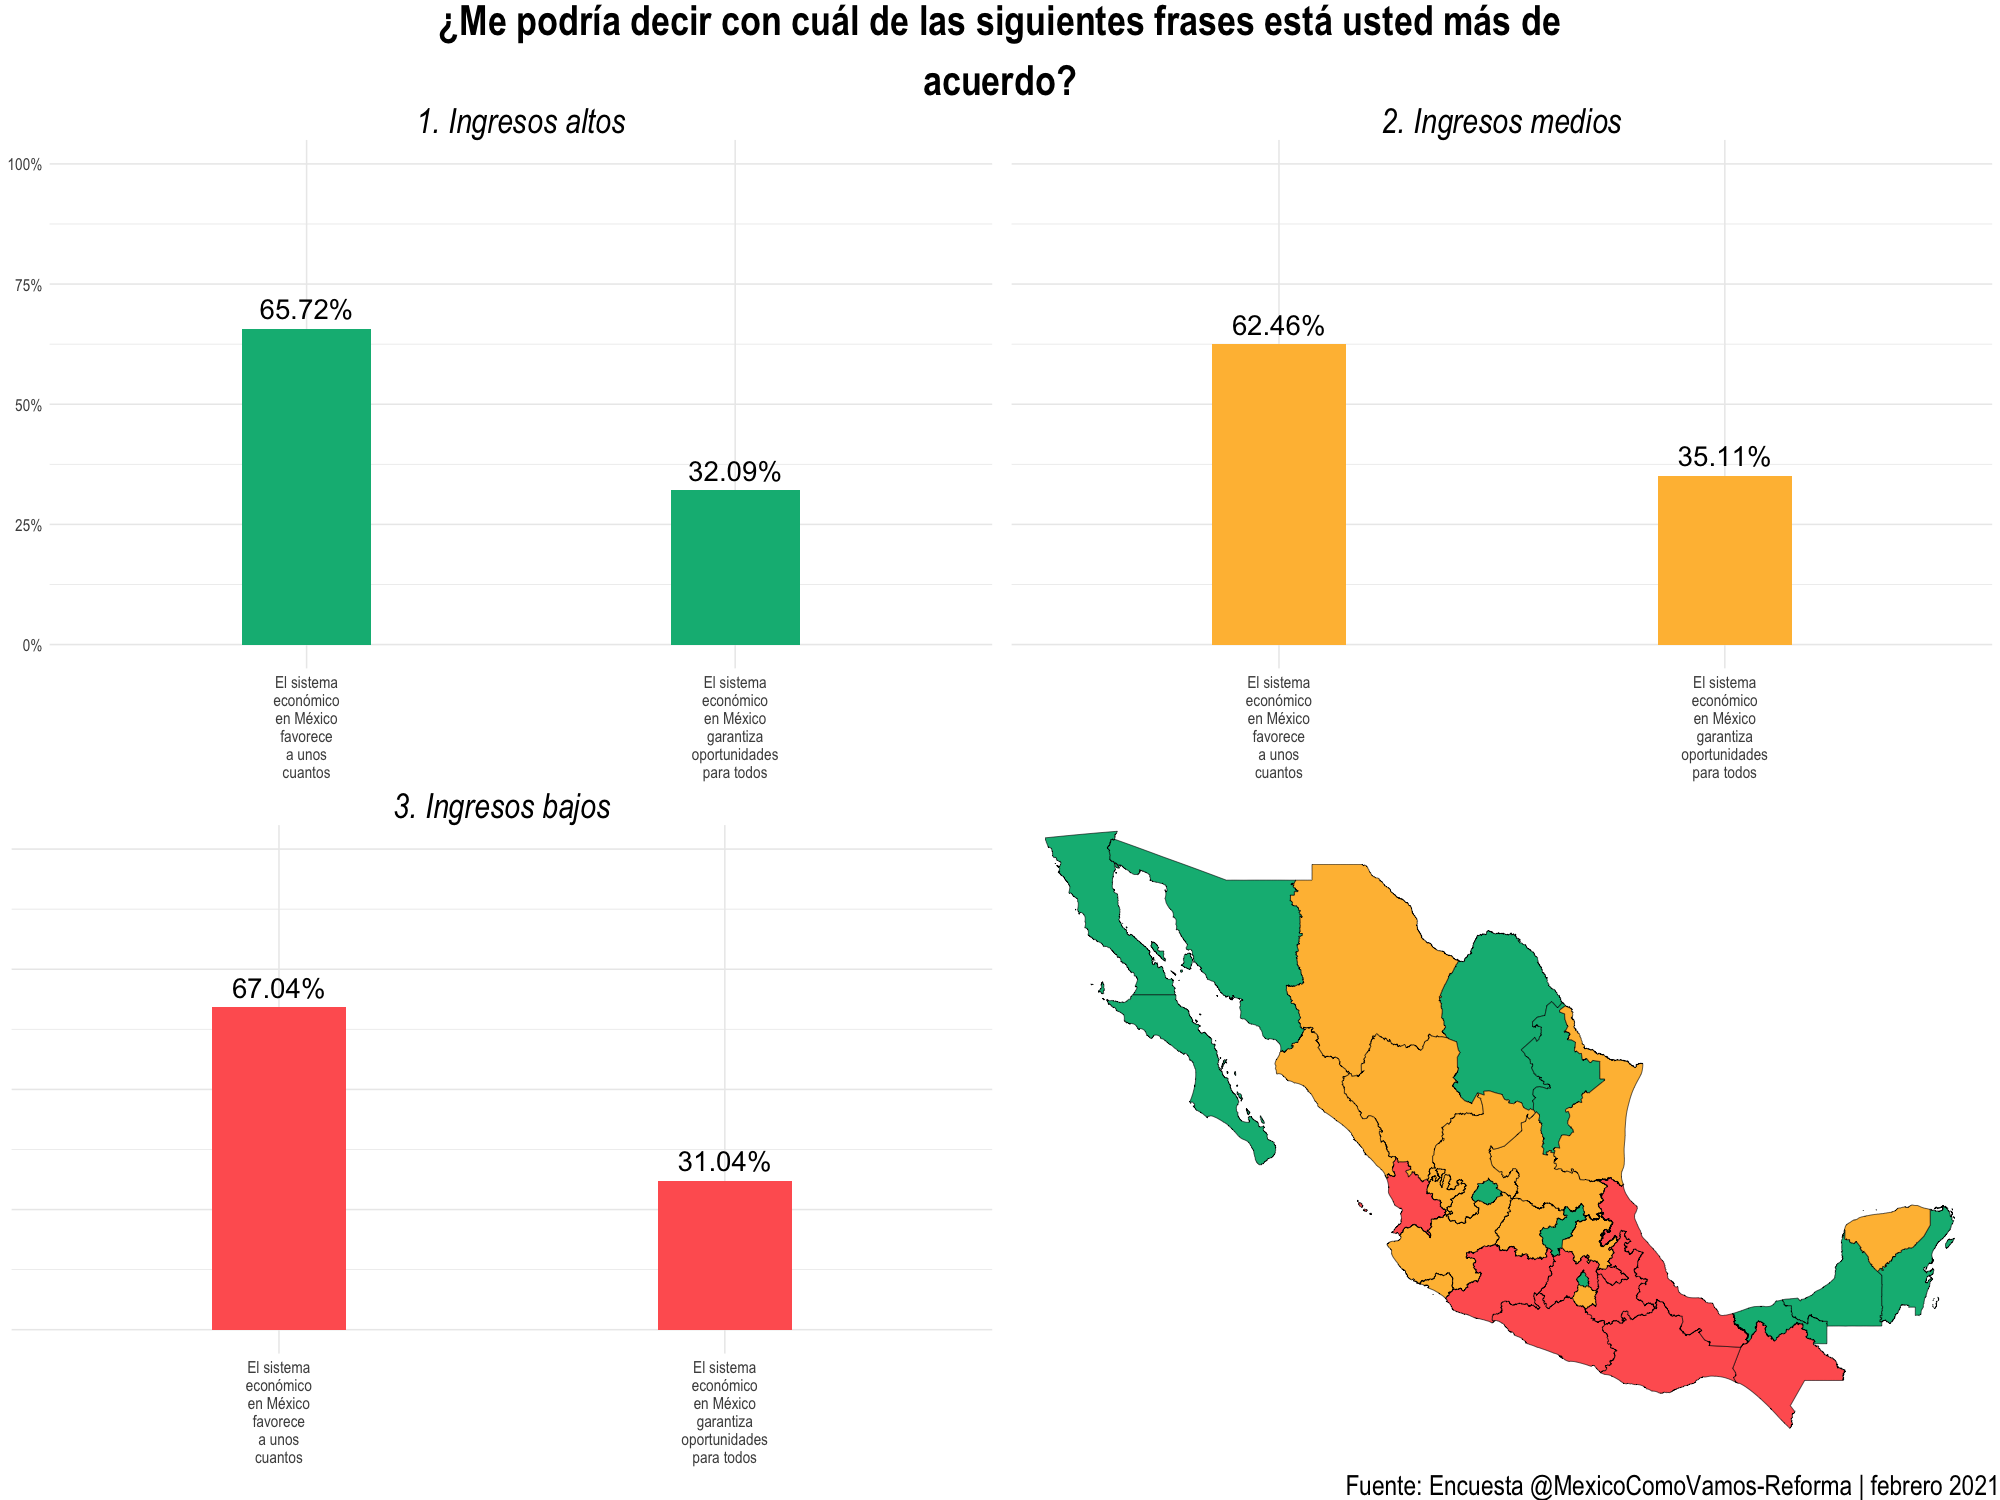 ¿Me podría decir con cuál de las siguientes frases está usted más de
acuerdo?
1. Ingresos altos
100%
75%
50%
25%
0%
65.72%
32.09%
El sistema
económico
en México
favorece
a unos
cuantos
El sistema
económico
en México
garantiza
oportunidades
para todos
2. Ingresos medios
62.46%
35.11%
El sistema
económico
en México
favorece
a unos
cuantos
El sistema
económico
en México
garantiza
oportunidades
para todos
3. Ingresos bajos
67.04%
31.04%
El sistema
económico
en México
favorece
a unos
cuantos
El sistema
económico
en México
garantiza
oportunidades
para todos
Fuente: Encuesta @MexicoComoVamos-Reforma | febrero 2021